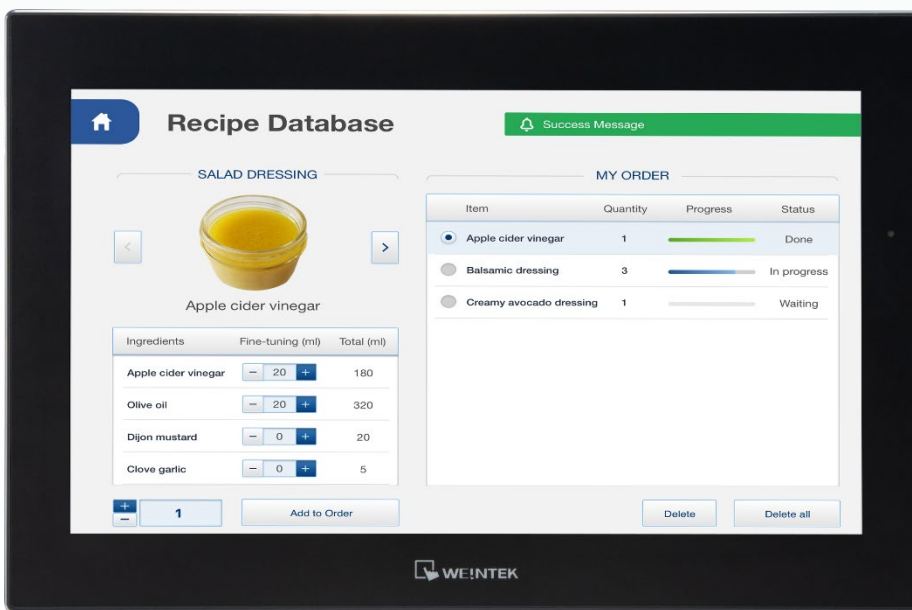 Recipe Database
Success Message
SALAD DRESSING
Apple cider vinegar
Ingredients Fine-tuning (ml) Total (ml)
Apple cider vinegar − 20 + 180
Olive oil − 20 + 320
Dijon mustard − 0 + 20
Clove garlic − 0 + 5
+ − 1 Add to Order
MY ORDER
Item Quantity Progress Status
Apple cider vinegar 1 Done
Balsamic dressing 3 In progress
Creamy avocado dressing 1 Waiting
Delete Delete all
WEINTEK